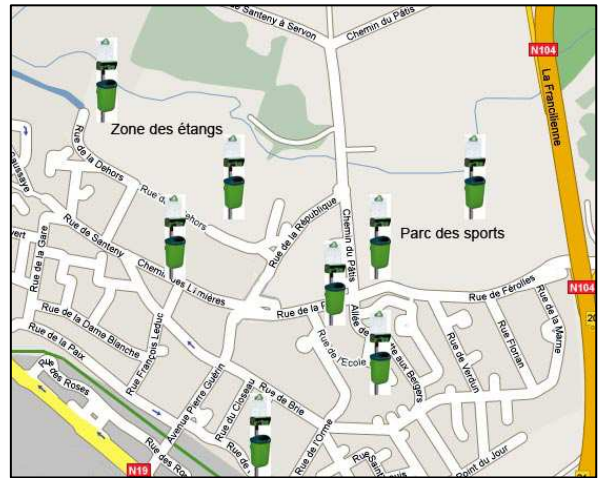 Santeny à Servon
Chemin du Pâtis
N104
La Francilienne
Zone des étangs
Rue de la Dehors
Rue
Dehors
Rue de la République
Chemin du Pâtis
Parc des sports
Rue de Santeny
Rue de la Gare
Rue de Férolles
N104
Rue de la
Allée
aux Bergers
Rue de la Marne
Rue de la Dame Blanche
Rue François Leduc
Rue de l'Ecole
Rue de Verdun
Rue Florian
Rue de la Paix
des Roses
Avenue Pierre Guérin
Rue du Closeau
Rue de Brie
Rue de l'Orme
Rue des
Rue de
Point du Jour
N19